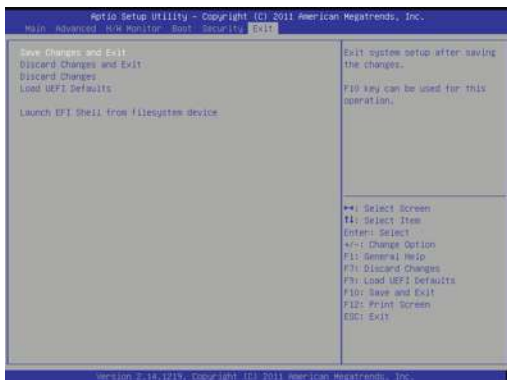 Aptio Setup Utility – Copyright (C) 2011 American Megatrends, Inc.
Main Advanced H/W Monitor Boot Security Exit
Save Changes and Exit
Discard Changes and Exit
Discard Changes
Load UEFI Defaults
Launch EFI Shell from filesystem device
Exit system setup after saving
the changes.
F10 key can be used for this
operation.
→←: Select Screen
↑↓: Select Item
Enter: Select
+/-: Change Option
F1: General Help
F7: Discard Changes
F9: Load UEFI Defaults
F10: Save and Exit
F12: Print Screen
ESC: Exit
Version 2.14.1219. Copyright (C) 2011 American Megatrends, Inc.